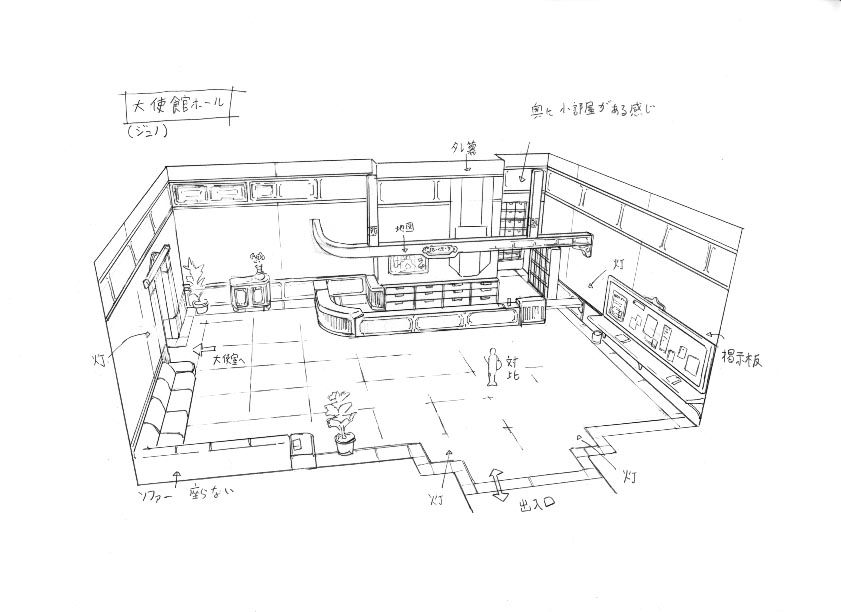 大使館ホール
(ジュノ)
奥に小部屋がある感じ
タレ幕
地図
灯
灯
大使室へ
対比
掲示板
ソファー 座らない
灯
出入口
灯